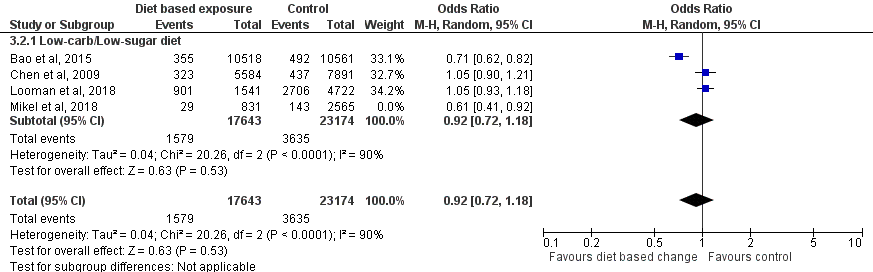 Diet based exposure Control Odds Ratio Odds Ratio
Study or Subgroup Events Total Events Total Weight M-H, Random, 95% CI M-H, Random, 95% CI
3.2.1 Low-carb/Low-sugar diet
Bao et al, 2015 355 10518 492 10561 33.1% 0.71 [0.62, 0.82]
Chen et al, 2009 323 5584 437 7891 32.7% 1.05 [0.90, 1.21]
Looman et al, 2018 901 1541 2706 4722 34.2% 1.05 [0.93, 1.18]
Mikel et al, 2018 29 831 143 2565 0.0% 0.61 [0.41, 0.92]
Subtotal (95% CI) 17643 23174 100.0% 0.92 [0.72, 1.18]
Total events 1579 3635
Heterogeneity: Tau² = 0.04; Chi² = 20.26, df = 2 (P < 0.0001); I² = 90%
Test for overall effect: Z = 0.63 (P = 0.53)
Total (95% CI) 17643 23174 100.0% 0.92 [0.72, 1.18]
Total events 1579 3635
Heterogeneity: Tau² = 0.04; Chi² = 20.26, df = 2 (P < 0.0001); I² = 90%
Test for overall effect: Z = 0.63 (P = 0.53)
Test for subgroup differences: Not applicable
0.1 0.2 0.5 1 2 5 10
Favours diet based change Favours control